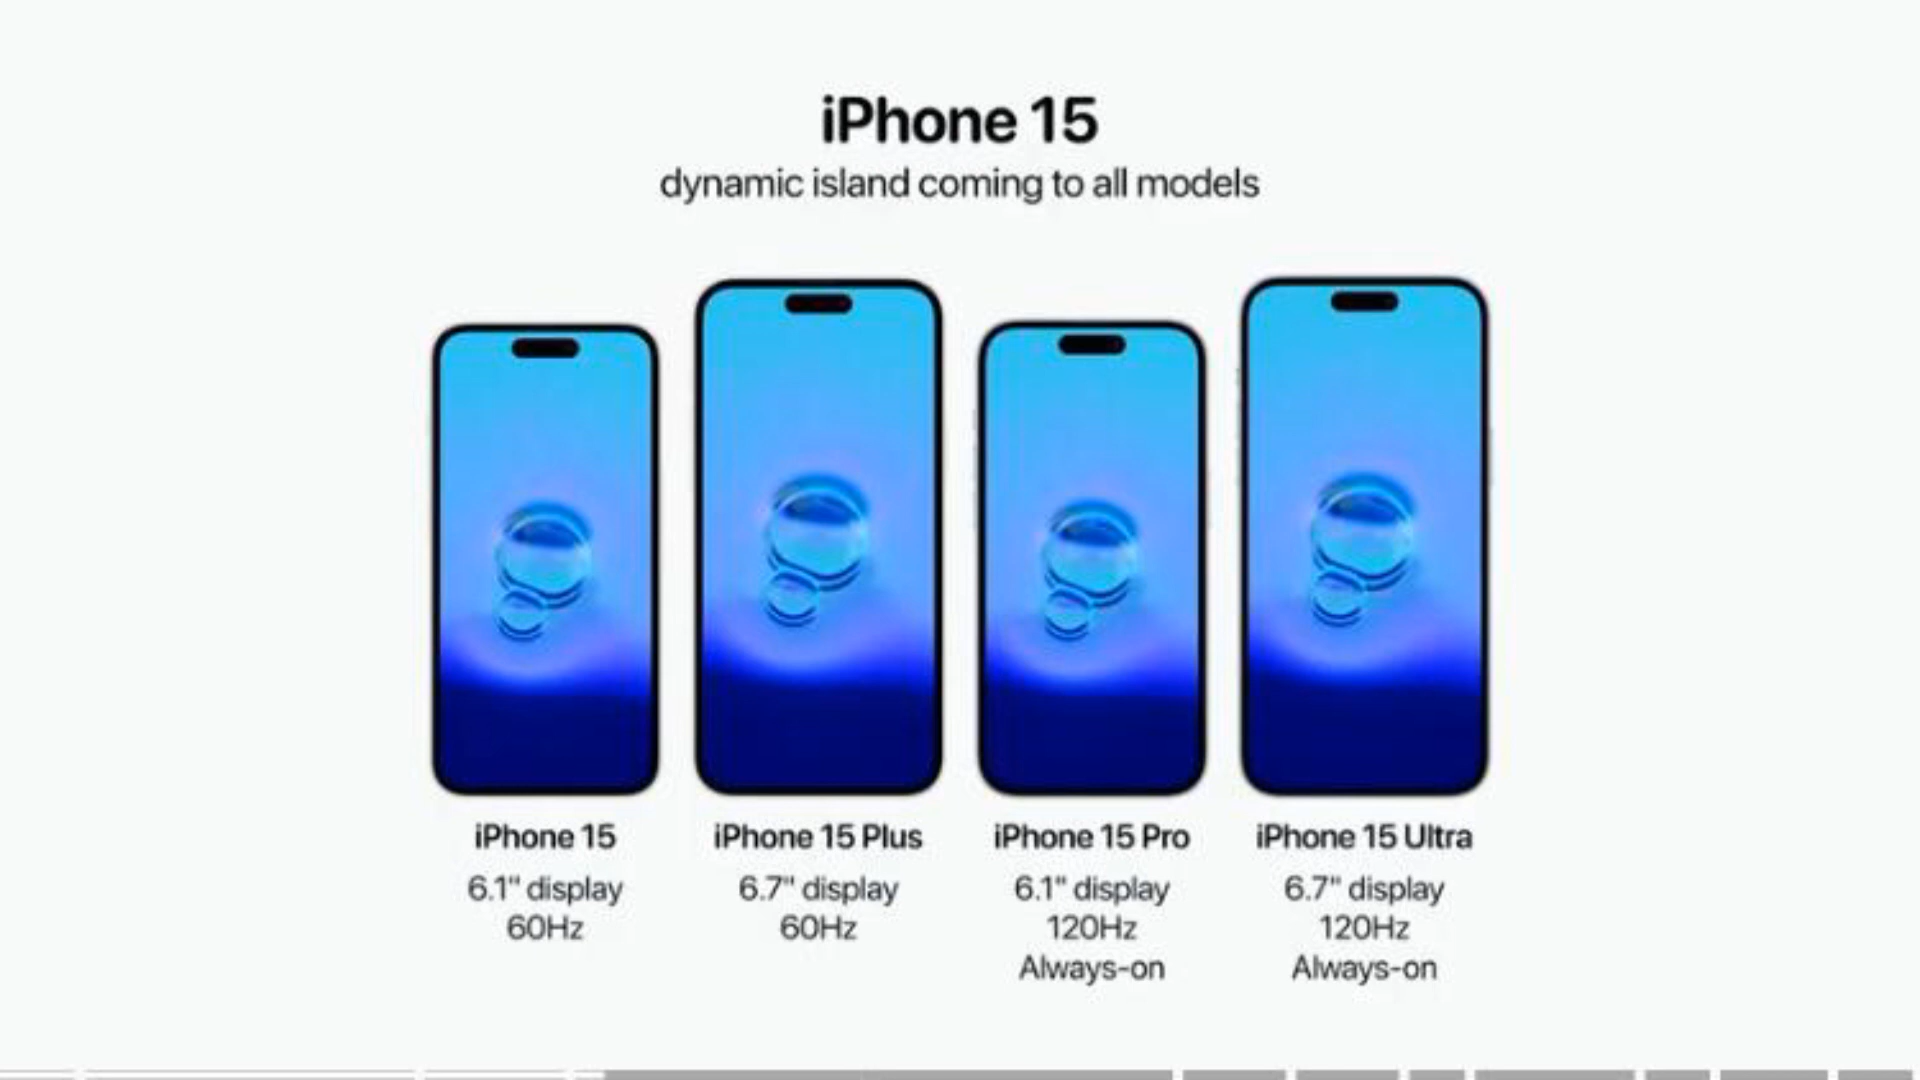 iPhone 15
dynamic island coming to all models
iPhone 15
6.1" display
60Hz
iPhone 15 Plus
6.7" display
60Hz
iPhone 15 Pro
6.1" display
120Hz
Always-on
iPhone 15 Ultra
6.7" display
120Hz
Always-on